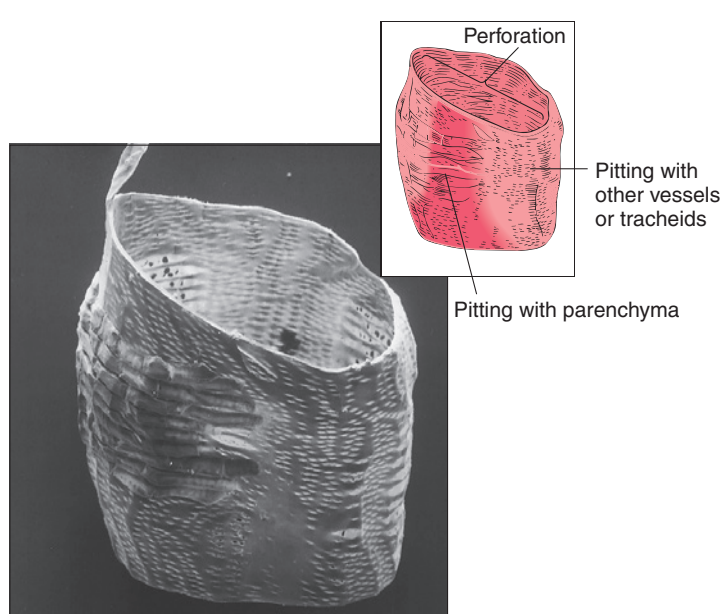 Perforation
Pitting with
other vessels
or tracheids
Pitting with parenchyma